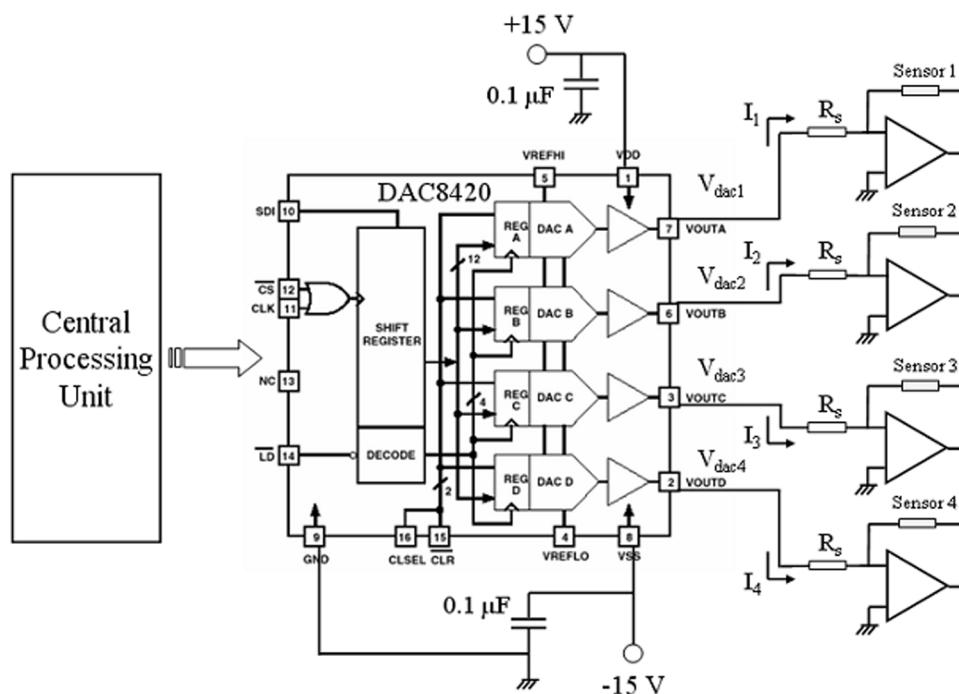 +15 V
0.1 µF
Sensor 1
I1
Rs
VREFHI
VDD
5
1
DAC8420
Vdac1
SDI
10
REG A
DAC A
7
VOUTA
Sensor 2
12
I2
Rs
CS
12
CLK
11
Vdac2
REG B
DAC B
6
VOUTB
Central
Processing
Unit
SHIFT
REGISTER
NC
13
Vdac3
Sensor 3
REG C
DAC C
3
VOUTC
Rs
4
I3
LD
14
DECODE
Vdac4
REG D
DAC D
2
VOUTD
Sensor 4
2
9
16
15
4
8
GND
CLSEL
CLR
VREFLO
VSS
Rs
I4
0.1 µF
-15 V